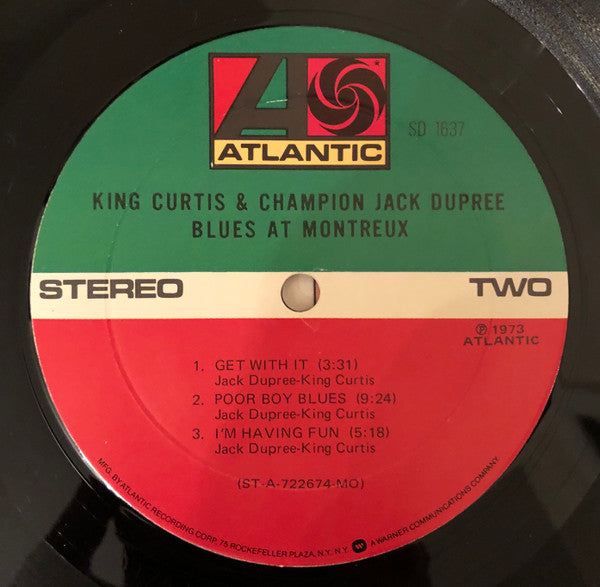 ATLANTIC
SD 1637
KING CURTIS & CHAMPION JACK DUPREE
BLUES AT MONTREUX
STEREO
TWO
℗ 1973
ATLANTIC
1. GET WITH IT (3:31)
Jack Dupree-King Curtis
2. POOR BOY BLUES (9:24)
Jack Dupree-King Curtis
3. I'M HAVING FUN (5:18)
Jack Dupree-King Curtis
(ST-A-722674-MO)
MFG. BY ATLANTIC RECORDING CORP. 75 ROCKEFELLER PLAZA, N.Y. N.Y. A WARNER COMMUNICATIONS COMPANY